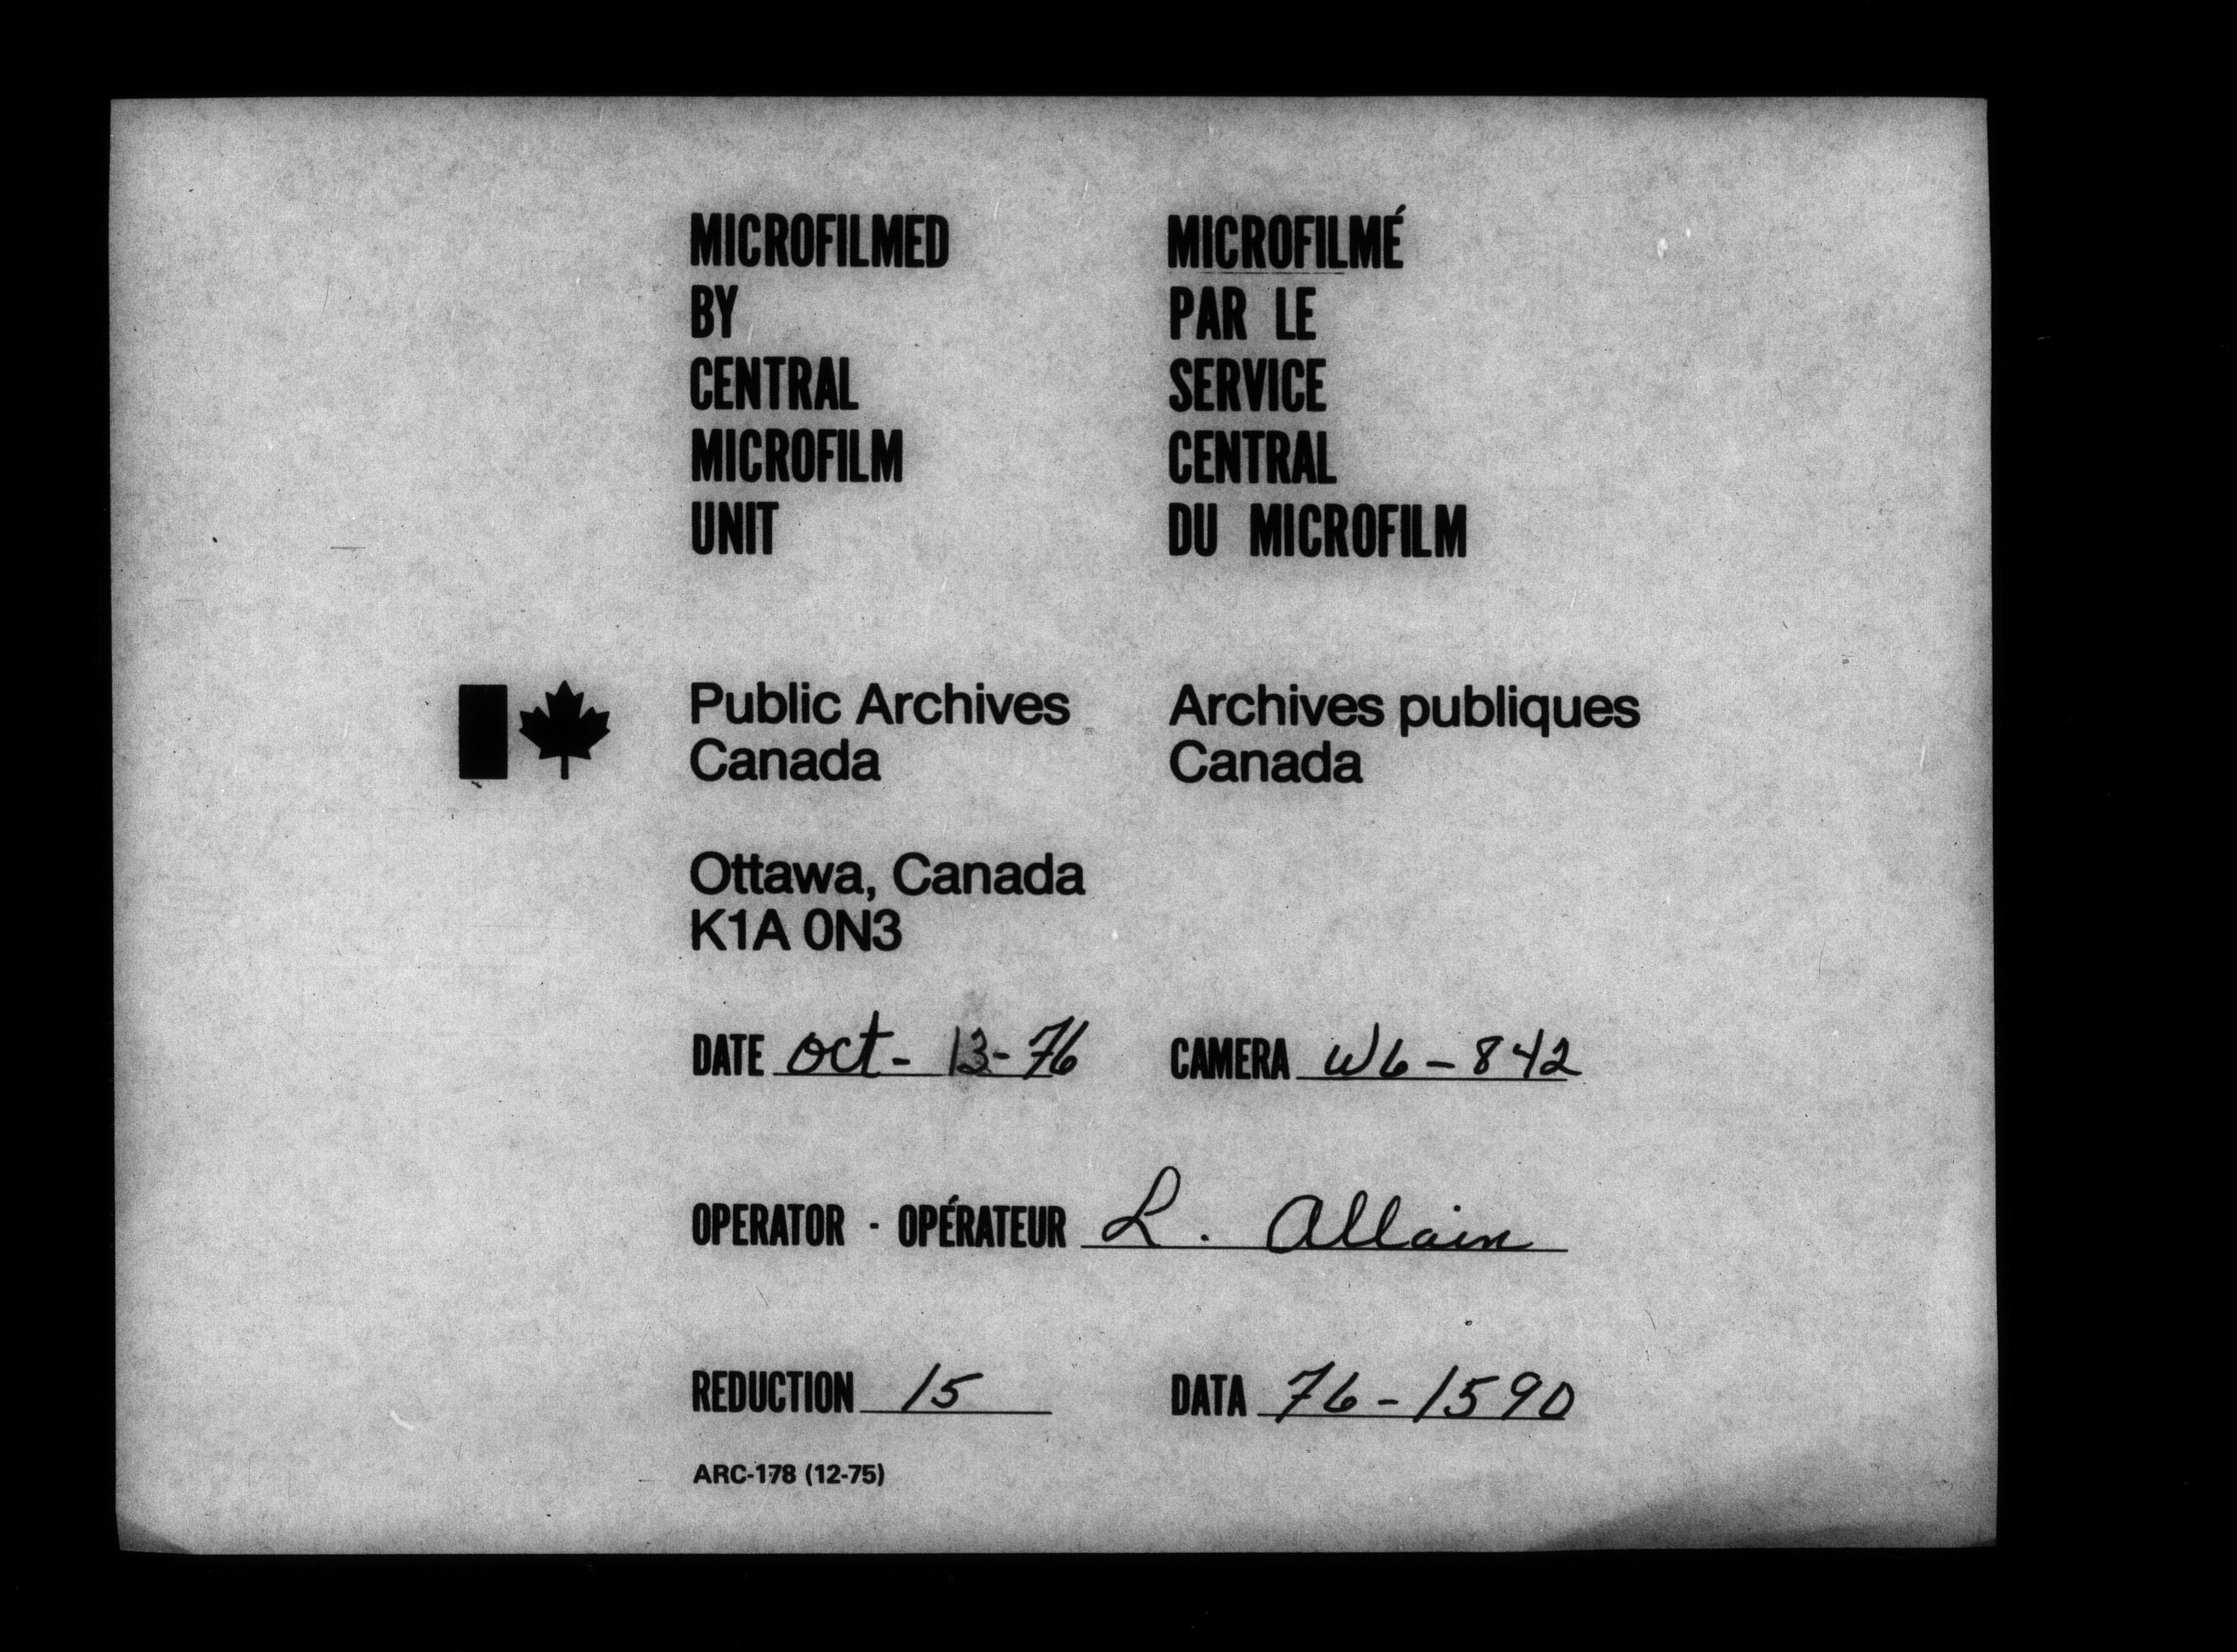 MICROFILMED
BY
CENTRAL
MICROFILM
UNIT
MICROFILMÉ
PAR LE
SERVICE
CENTRAL
DU MICROFILM
Public Archives
Canada
Archives publiques
Canada
Ottawa, Canada
K1A 0N3
DATE Oct - 13 - 76
CAMERA W6 - 842
OPERATOR - OPÉRATEUR L. Allain
REDUCTION 15
DATA 76 - 1590
ARC-178 (12-75)